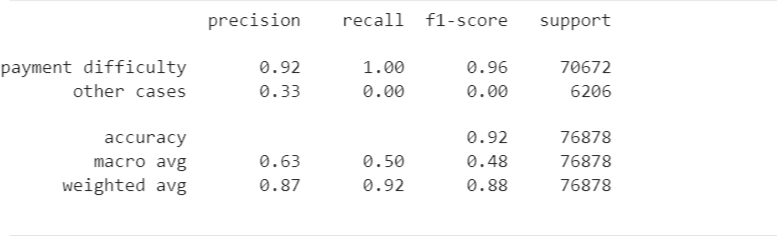 precision recall f1-score support
payment difficulty 0.92 1.00 0.96 70672
other cases 0.33 0.00 0.00 6206
accuracy 0.92 76878
macro avg 0.63 0.50 0.48 76878
weighted avg 0.87 0.92 0.88 76878